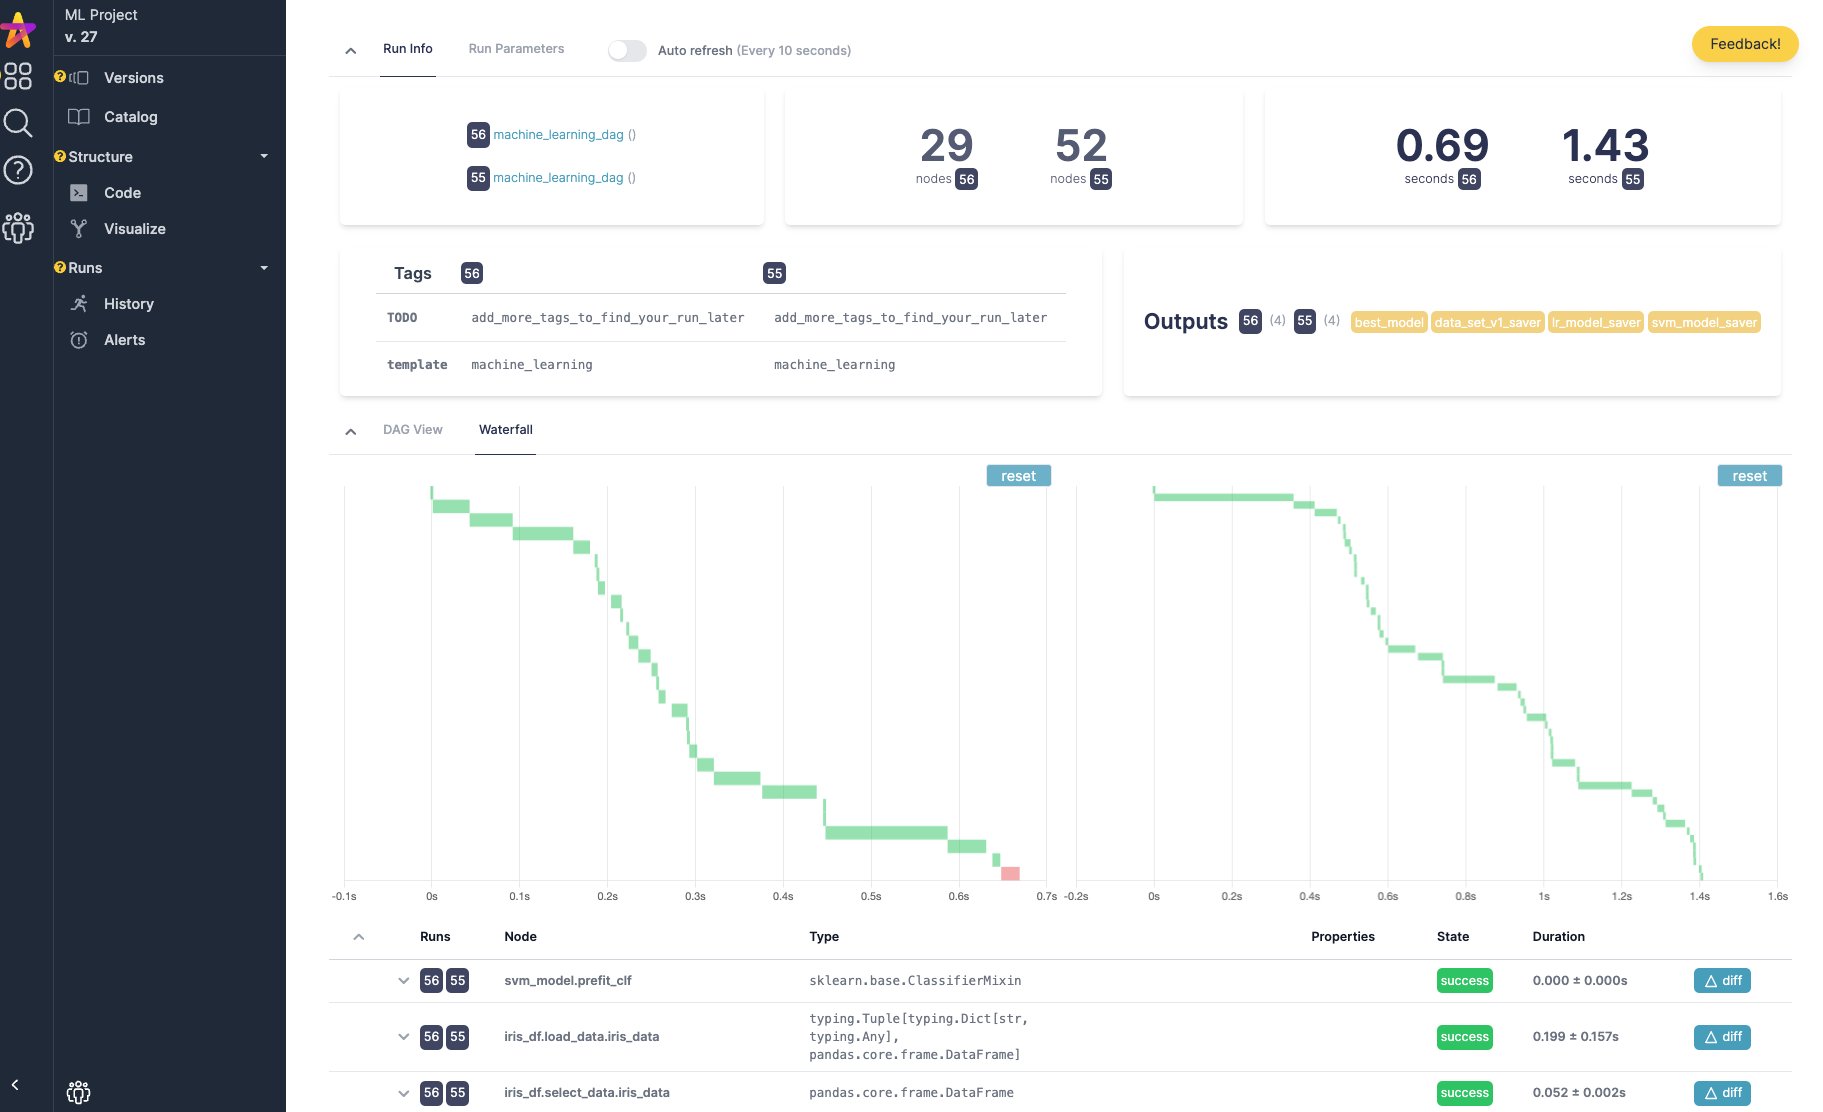 ML Project
v. 27
Versions
Catalog
Structure
Code
Visualize
Runs
History
Alerts
Run Info Run Parameters Auto refresh (Every 10 seconds) Feedback!
56 machine_learning_dag ()
55 machine_learning_dag ()
29 52
nodes 56 nodes 55
0.69 1.43
seconds 56 seconds 55
Tags 56 55
TODO add_more_tags_to_find_your_run_later add_more_tags_to_find_your_run_later
template machine_learning machine_learning
Outputs 56 (4) 55 (4) best_model data_set_v1_saver lr_model_saver svm_model_saver
DAG View Waterfall
reset reset
-0.1s 0s 0.1s 0.2s 0.3s 0.4s 0.5s 0.6s 0.7s -0.2s 0s 0.2s 0.4s 0.6s 0.8s 1s 1.2s 1.4s 1.6s
Runs Node Type Properties State Duration
56 55 svm_model.prefit_clf sklearn.base.ClassifierMixin success 0.000 ± 0.000s △ diff
typing.Tuple[typing.Dict[str,
56 55 iris_df.load_data.iris_data typing.Any], success 0.199 ± 0.157s △ diff
pandas.core.frame.DataFrame]
56 55 iris_df.select_data.iris_data pandas.core.frame.DataFrame success 0.052 ± 0.002s △ diff